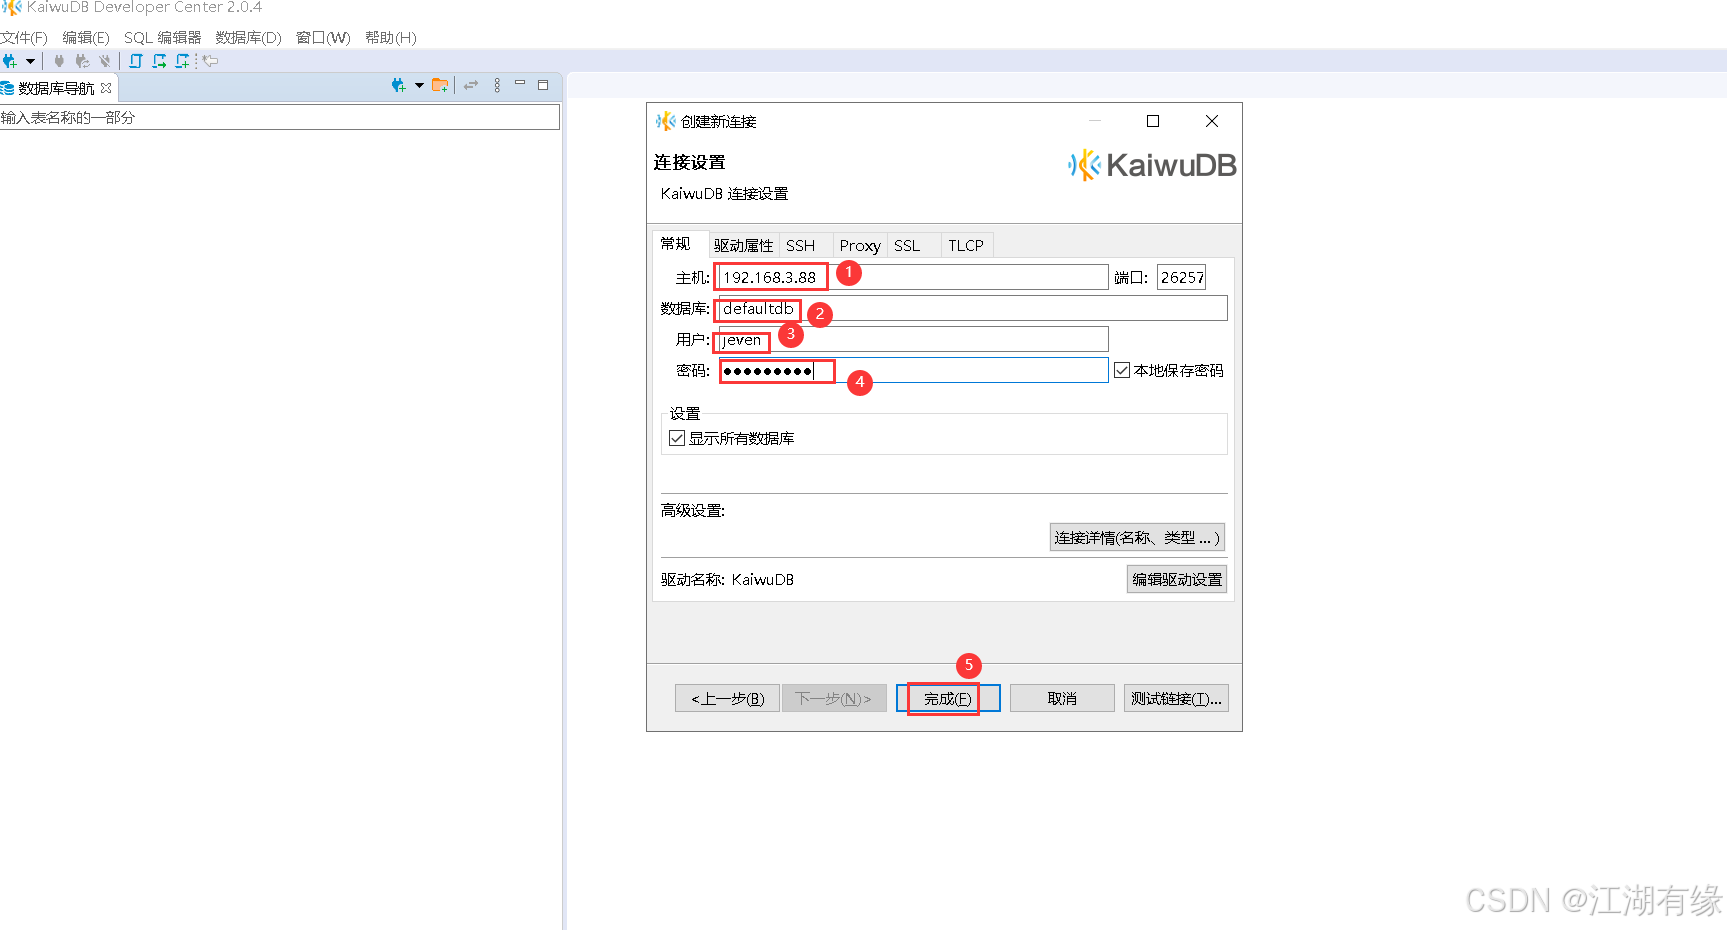 KaiwuDB Developer Center 2.0.4
文件(F) 编辑(E) SQL 编辑器 数据库(D) 窗口(W) 帮助(H)
数据库导航
输入表名称的一部分
创建新连接
连接设置
KaiwuDB
KaiwuDB 连接设置
常规 驱动属性 SSH Proxy SSL TLCP
主机: 192.168.3.88 1 端口: 26257
数据库: defaultdb 2
用户: jeven 3
密码: ●●●●●●●●● 4 本地保存密码
设置
显示所有数据库
高级设置:
连接详情(名称、类型 ... )
驱动名称: KaiwuDB 编辑驱动设置
5
<上一步(B) 下一步(N)> 完成(F) 取消 测试链接(T)...
CSDN @江湖有缘